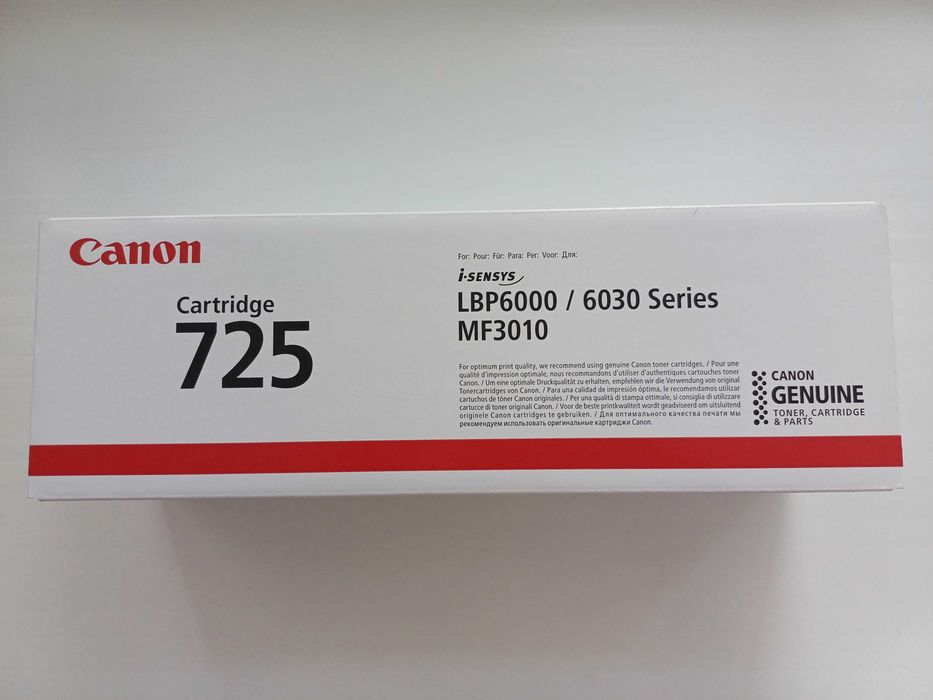 Canon
Cartridge
725
For: Pour: Für: Para: Per: Voor: Для:
i-SENSYS
LBP6000 / 6030 Series
MF3010
For optimum print quality, we recommend using genuine Canon toner cartridges. / Pour une
qualité d'impression optimale, nous recommandons d'utiliser d'authentiques cartouches toner
Canon. / Um eine optimale Druckqualität zu erhalten, empfehlen wir die Verwendung von original
Tonercartridges von Canon. / Para una calidad de impresión óptima, le recomendamos utilizar
cartuchos de tóner Canon originales. / Per una qualità di stampa ottimale, si consiglia di utilizzare
cartucce di toner originali Canon. / Voor de beste printkwaliteit wordt geadviseerd om uitsluitend
originele Canon cartridges te gebruiken. / Для оптимального качества печати мы
рекомендуем использовать оригинальные картриджи Canon.
CANON
GENUINE
TONER, CARTRIDGE
& PARTS